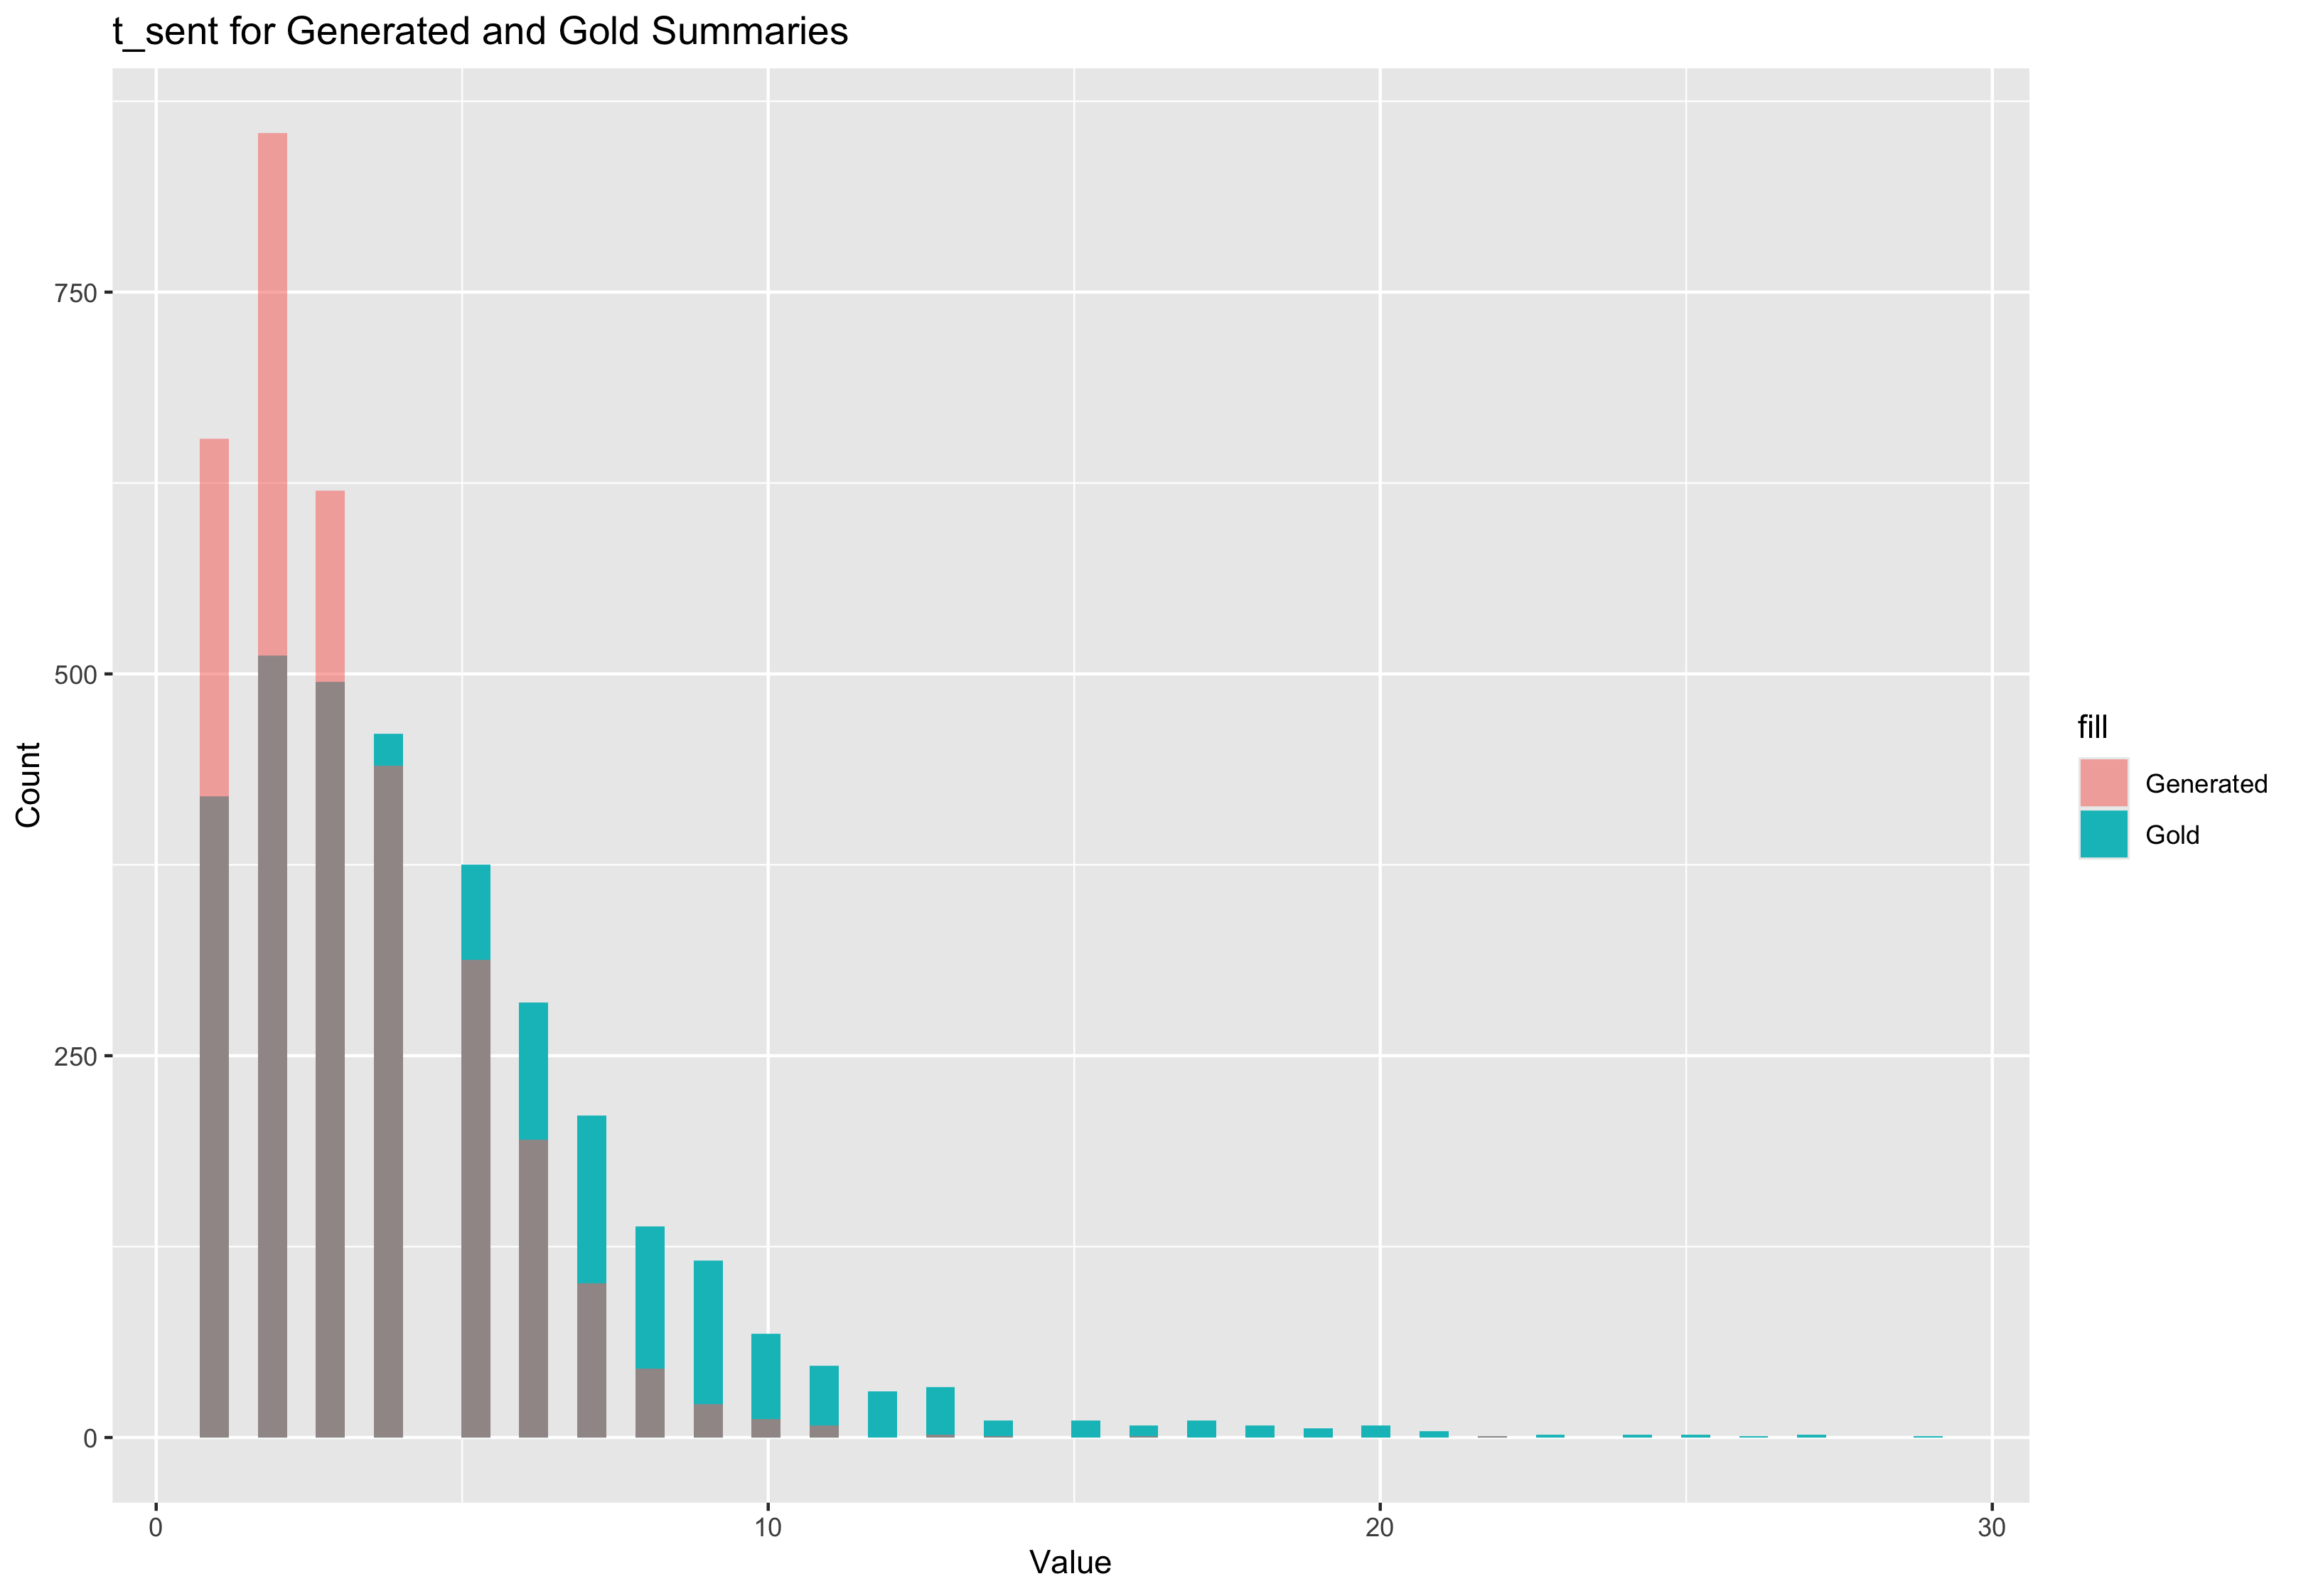 t_sent for Generated and Gold Summaries
750
500
250
0
Count
0
10
20
30
Value
fill
Generated
Gold